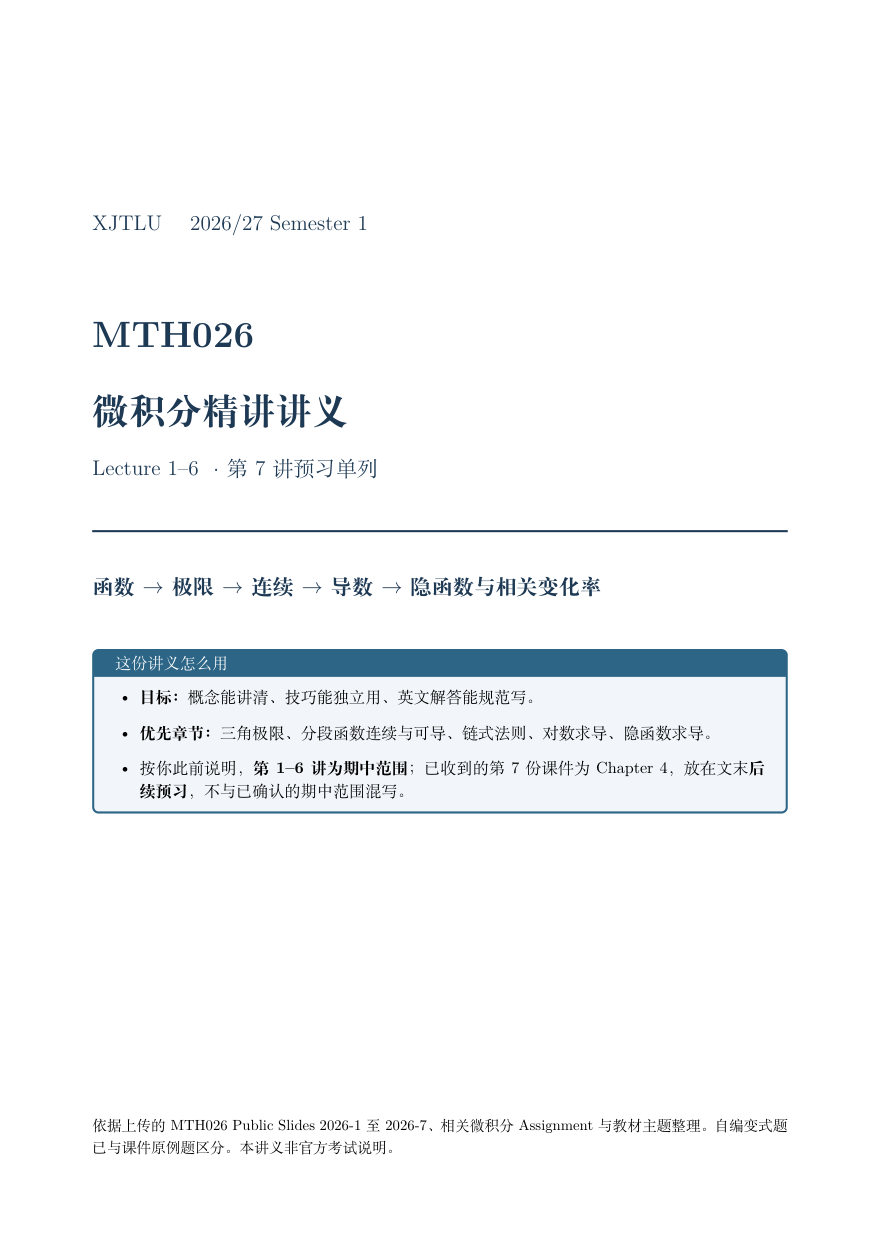 XJTLU 2026/27 Semester 1
MTH026
微积分精讲讲义
Lecture 1–6 · 第 7 讲预习单列
函数 → 极限 → 连续 → 导数 → 隐函数与相关变化率
这份讲义怎么用
• 目标：概念能讲清、技巧能独立用、英文解答能规范写。
• 优先章节：三角极限、分段函数连续与可导、链式法则、对数求导、隐函数求导。
• 按你此前说明，第 1–6 讲为期中范围；已收到的第 7 份课件为 Chapter 4，放在文末后
续预习，不与已确认的期中范围混写。
依据上传的 MTH026 Public Slides 2026-1 至 2026-7、相关微积分 Assignment 与教材主题整理。自编变式题
已与课件原例题区分。本讲义非官方考试说明。